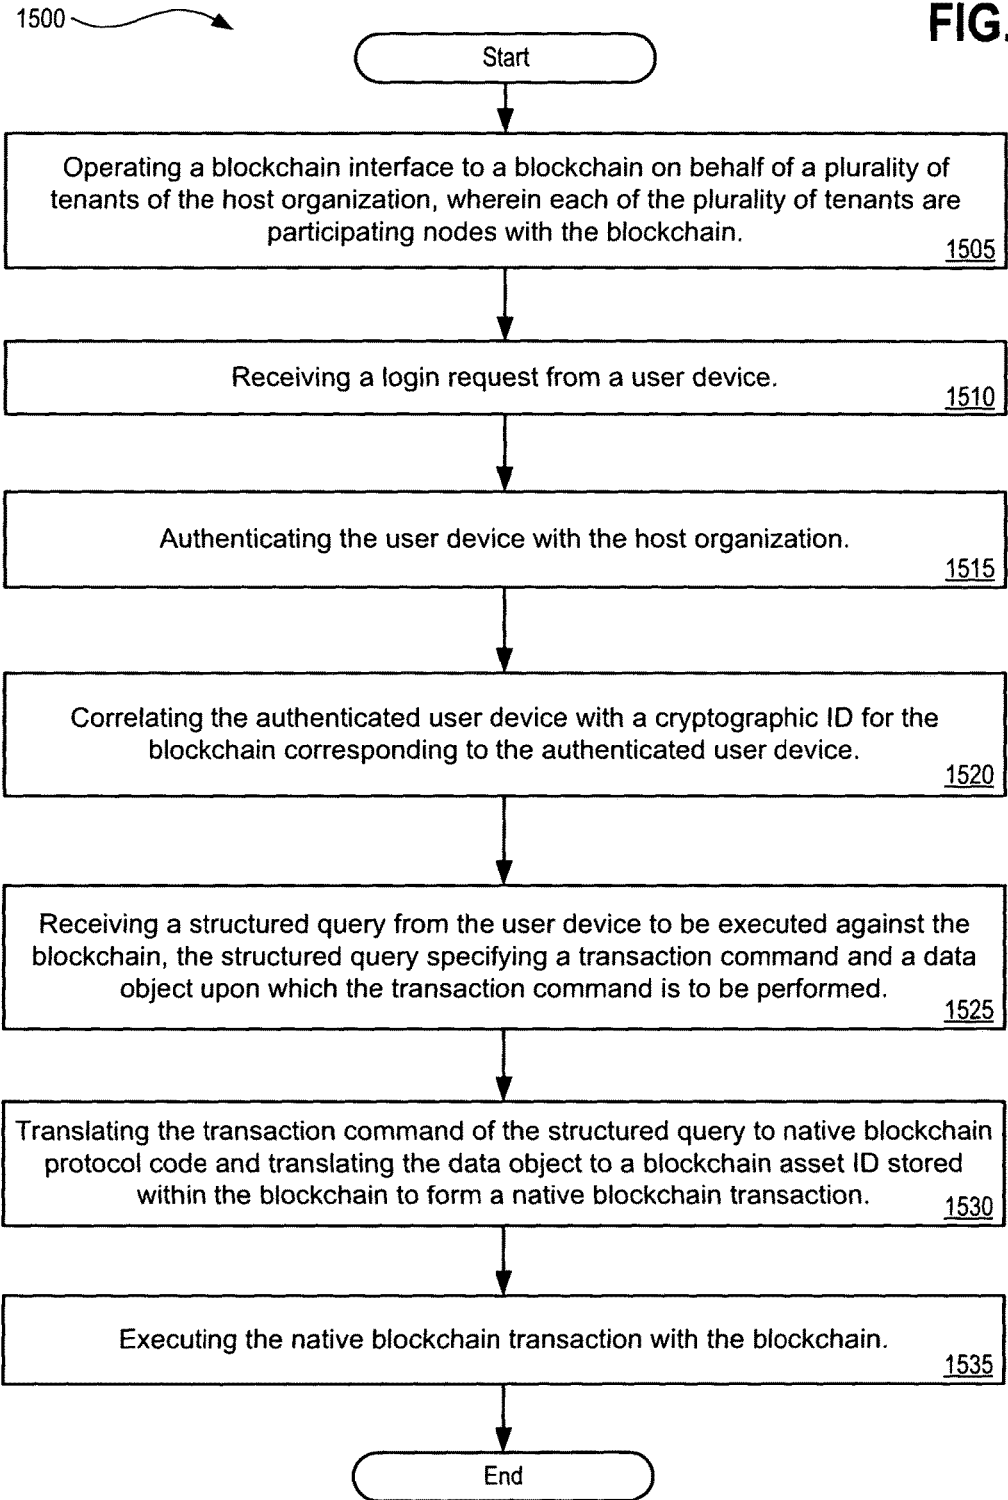 1500
FIG.
Start
Operating a blockchain interface to a blockchain on behalf of a plurality of
tenants of the host organization, wherein each of the plurality of tenants are
participating nodes with the blockchain.
1505
Receiving a login request from a user device.
1510
Authenticating the user device with the host organization.
1515
Correlating the authenticated user device with a cryptographic ID for the
blockchain corresponding to the authenticated user device.
1520
Receiving a structured query from the user device to be executed against the
blockchain, the structured query specifying a transaction command and a data
object upon which the transaction command is to be performed.
1525
Translating the transaction command of the structured query to native blockchain
protocol code and translating the data object to a blockchain asset ID stored
within the blockchain to form a native blockchain transaction.
1530
Executing the native blockchain transaction with the blockchain.
1535
End